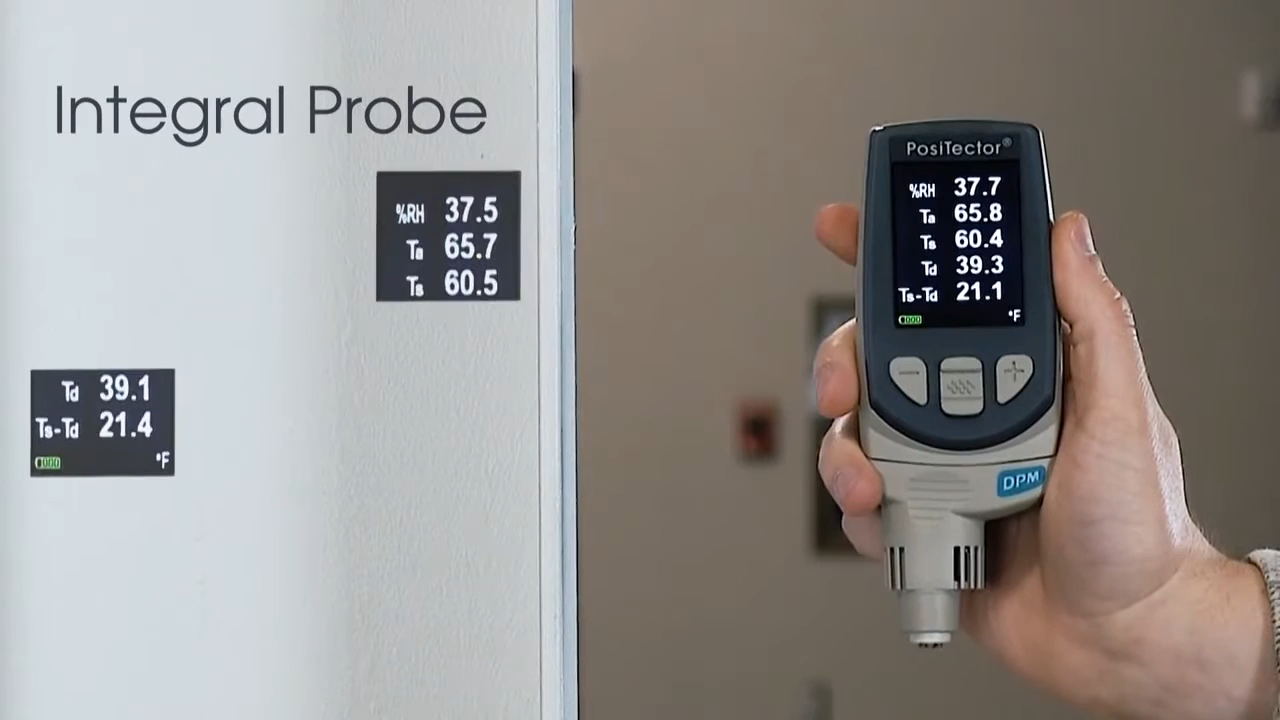 Integral Probe
%RH 37.5
Ta 65.7
Ts 60.5
Td 39.1
Ts-Td 21.4
°F
PosiTector®
%RH 37.7
Ta 65.8
Ts 60.4
Td 39.3
Ts-Td 21.1
°F
DPM